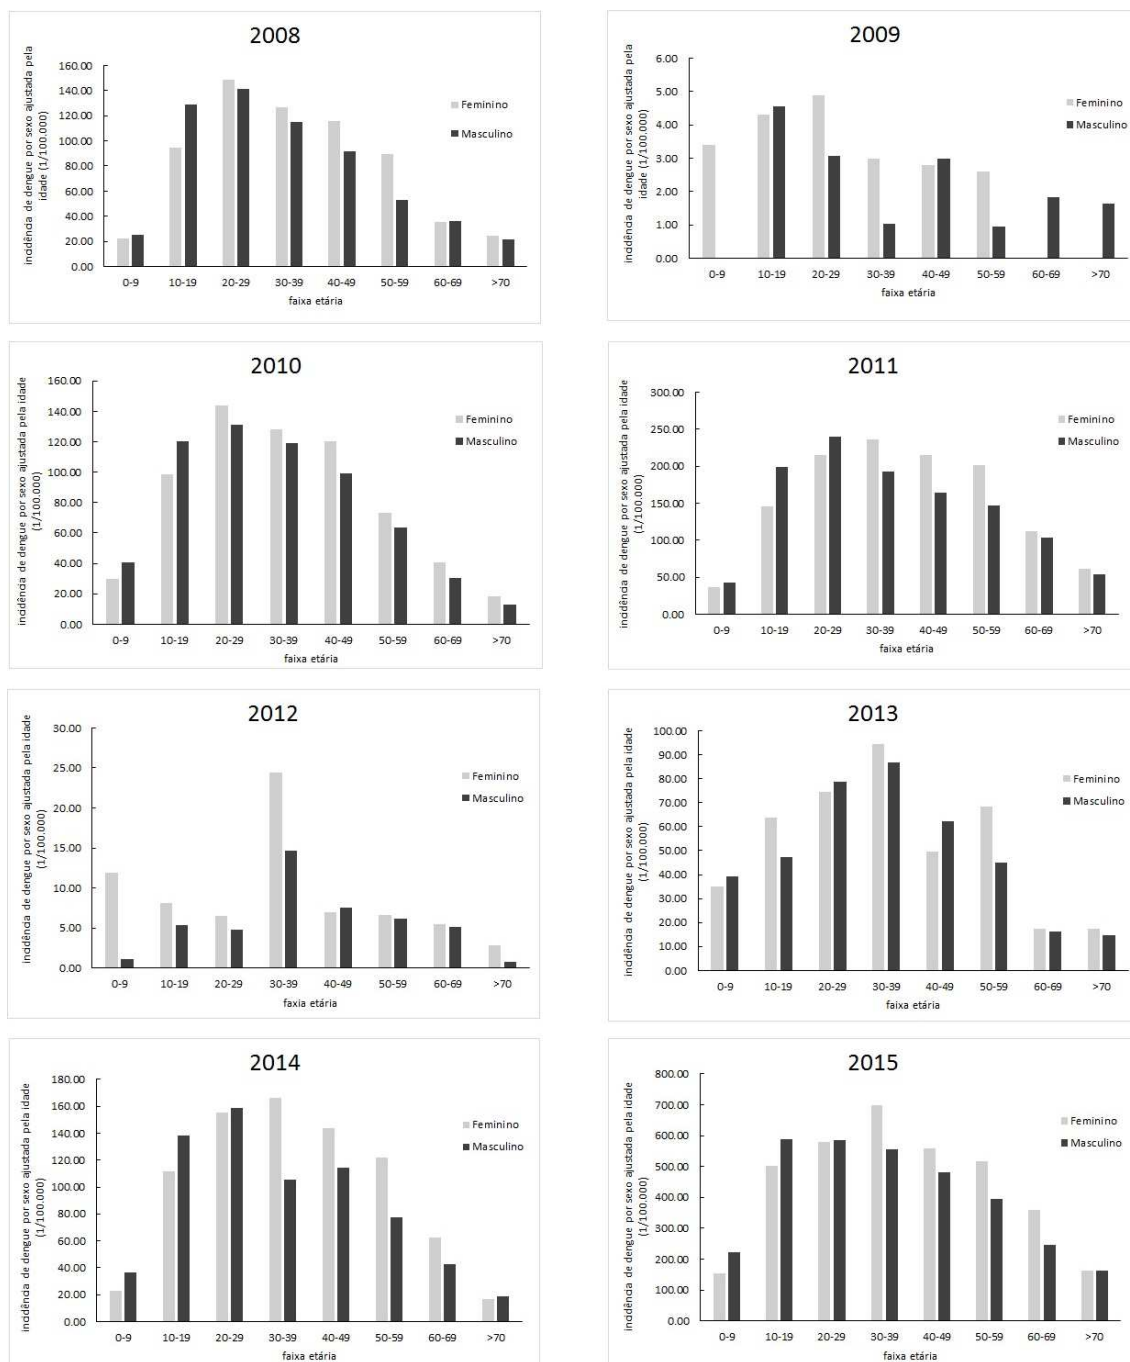 2008
incidência de dengue por sexo ajustada pela
idade (1/100.000)
160.00
140.00
120.00
100.00
80.00
60.00
40.00
20.00
0.00
Feminino
Masculino
0-9 10-19 20-29 30-39 40-49 50-59 60-69 >70
faixa etária
2009
incidência de dengue por sexo ajustada pela
idade (1/100.000)
6.00
5.00
4.00
3.00
2.00
1.00
0.00
Feminino
Masculino
0-9 10-19 20-29 30-39 40-49 50-59 60-69 >70
faixa etária
2010
incidência de dengue por sexo ajustada pela idade
(1/100.000)
160.00
140.00
120.00
100.00
80.00
60.00
40.00
20.00
0.00
Feminino
Masculino
0-9 10-19 20-29 30-39 40-49 50-59 60-69 >70
faixa etária
2011
incidência de dengue por sexo ajustada pela idade
(1/100.000)
300.00
250.00
200.00
150.00
100.00
50.00
0.00
Feminino
Masculino
0-9 10-19 20-29 30-39 40-49 50-59 60-69 >70
faixa etária
2012
incidência de dengue por sexo ajustada pela idade
(1/100.000)
30.00
25.00
20.00
15.00
10.00
5.00
0.00
Feminino
Masculino
0-9 10-19 20-29 30-39 40-49 50-59 60-69 >70
faxia etária
2013
incidência de dengue por sexo ajustada pela idade
(1/100.000)
100.00
90.00
80.00
70.00
60.00
50.00
40.00
30.00
20.00
10.00
0.00
Feminino
Masculino
0-9 10-19 20-29 30-39 40-49 50-59 60-69 >70
faixa etária
2014
incidência de dengue por sexo ajustada pela idade
(1/100.000)
180.00
160.00
140.00
120.00
100.00
80.00
60.00
40.00
20.00
0.00
Feminino
Masculino
0-9 10-19 20-29 30-39 40-49 50-59 60-69 >70
faixa etária
2015
incidência de dengue por sexo ajustada pela idade
(1/100.000)
800.00
700.00
600.00
500.00
400.00
300.00
200.00
100.00
0.00
Feminino
Masculino
0-9 10-19 20-29 30-39 40-49 50-59 60-69 >70
faixa etária